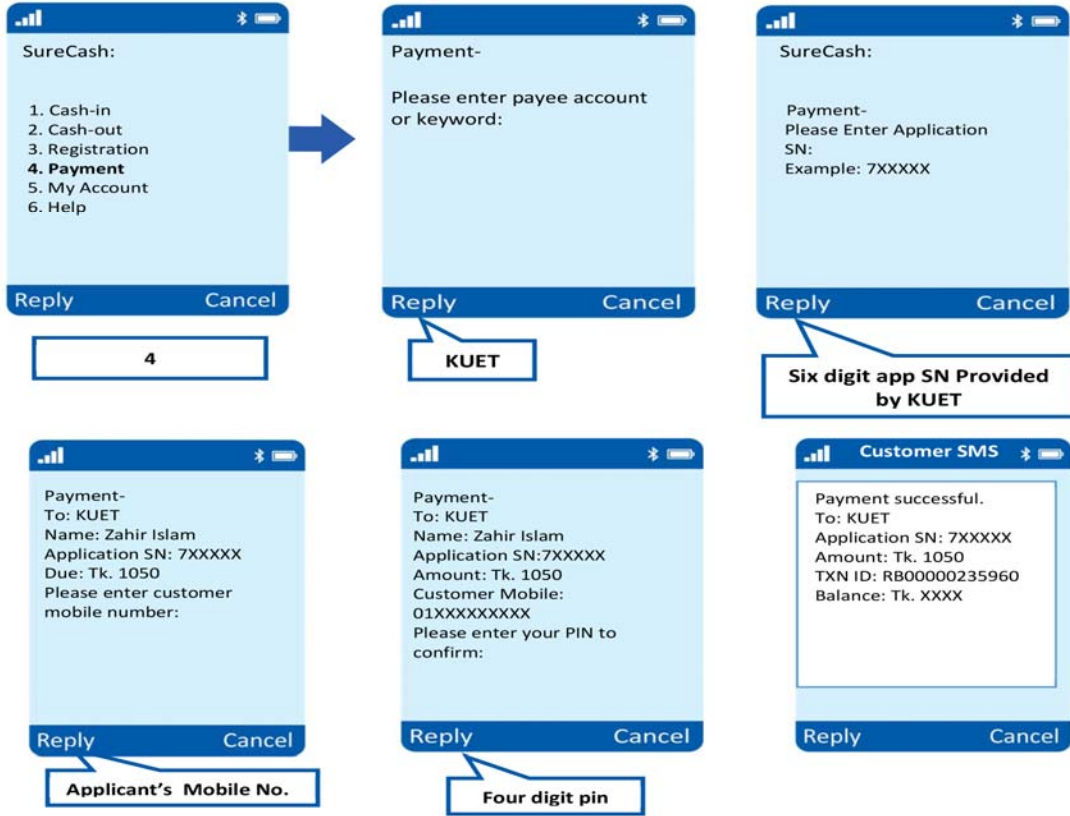 SureCash:
1. Cash-in
2. Cash-out
3. Registration
4. Payment
5. My Account
6. Help
Reply Cancel
4
Payment-
Please enter payee account
or keyword:
Reply Cancel
KUET
SureCash:
Payment-
Please Enter Application
SN:
Example: 7XXXXX
Reply Cancel
Six digit app SN Provided
by KUET
Payment-
To: KUET
Name: Zahir Islam
Application SN: 7XXXXX
Due: Tk. 1050
Please enter customer
mobile number:
Reply Cancel
Applicant's Mobile No.
Payment-
To: KUET
Name: Zahir Islam
Application SN:7XXXXX
Amount: Tk. 1050
Customer Mobile:
01XXXXXXXXX
Please enter your PIN to
confirm:
Reply Cancel
Four digit pin
Customer SMS
Payment successful.
To: KUET
Application SN: 7XXXXX
Amount: Tk. 1050
TXN ID: RB00000235960
Balance: Tk. XXXX
Reply Cancel